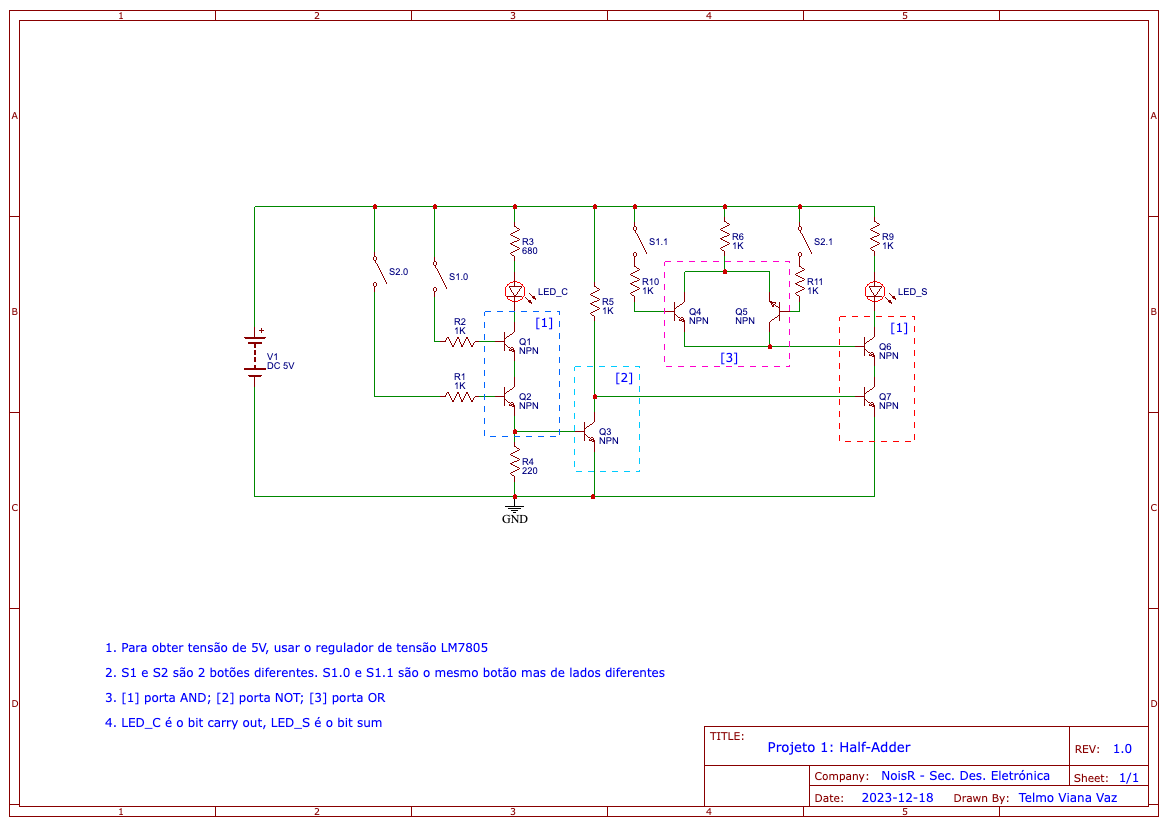 1 2 3 4 5
A A
S1.1
R3
680
R6
1K
S2.1
R9
1K
S2.0
S1.0
R10
1K
R11
1K
LED_C
LED_S
B B
R5
1K
Q4
NPN
Q5
NPN
R2
1K
[1]
[1]
+
V1
DC 5V
Q1
NPN
Q6
NPN
[3]
R1
1K
[2]
Q2
NPN
Q7
NPN
Q3
NPN
R4
220
C C
GND
1. Para obter tensão de 5V, usar o regulador de tensão LM7805
2. S1 e S2 são 2 botões diferentes. S1.0 e S1.1 são o mesmo botão mas de lados diferentes
3. [1] porta AND; [2] porta NOT; [3] porta OR
D D
4. LED_C é o bit carry out, LED_S é o bit sum
TITLE:
Projeto 1: Half-Adder
REV: 1.0
Company: NoisR - Sec. Des. Eletrónica
Sheet: 1/1
Date: 2023-12-18 Drawn By: Telmo Viana Vaz
1 2 3 4 5